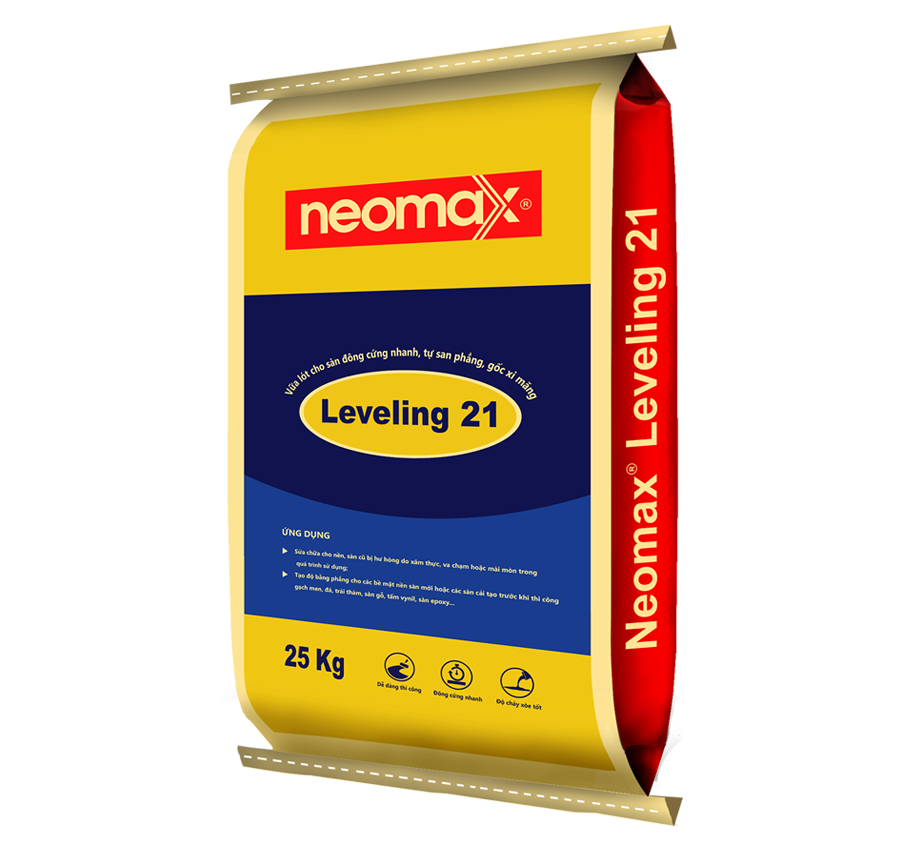 neomax®
Vữa lót cho sàn đông cứng nhanh, tự san phẳng, gốc xi măng
Leveling 21
ỨNG DỤNG
Sửa chữa cho nền, sàn cũ bị hư hỏng do xâm thực, va chạm hoặc mài mòn trong
quá trình sử dụng;
Tạo độ bằng phẳng cho các bề mặt nền sàn mới hoặc các sàn cải tạo trước khi thi công
gạch men, đá, trải thảm, sàn gỗ, tấm vynil, sàn epoxy...
25 Kg
Dễ dàng thi công
Đông cứng nhanh
Độ chảy xòe tốt
Neomax® Leveling 21